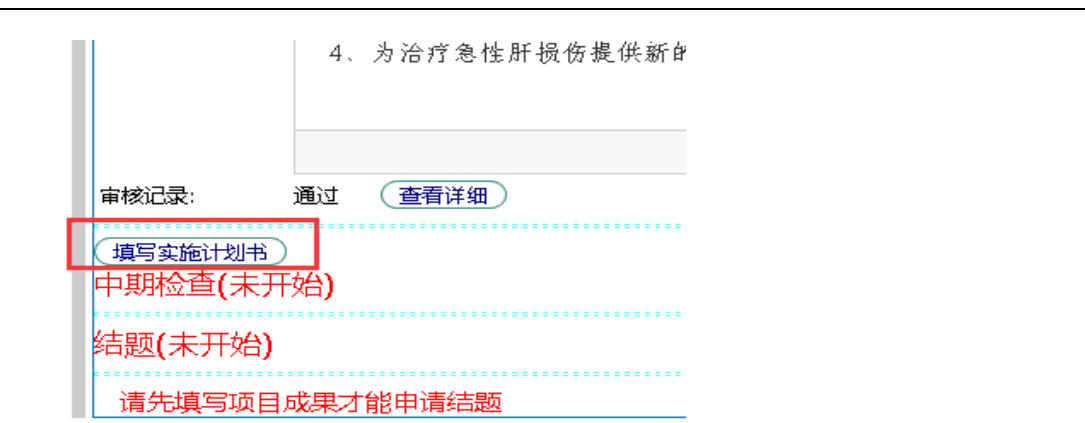 4、为治疗急性肝损伤提供新的
审核记录: 通过 查看详细
填写实施计划书
中期检查(未开始)
结题(未开始)
请先填写项目成果才能申请结题